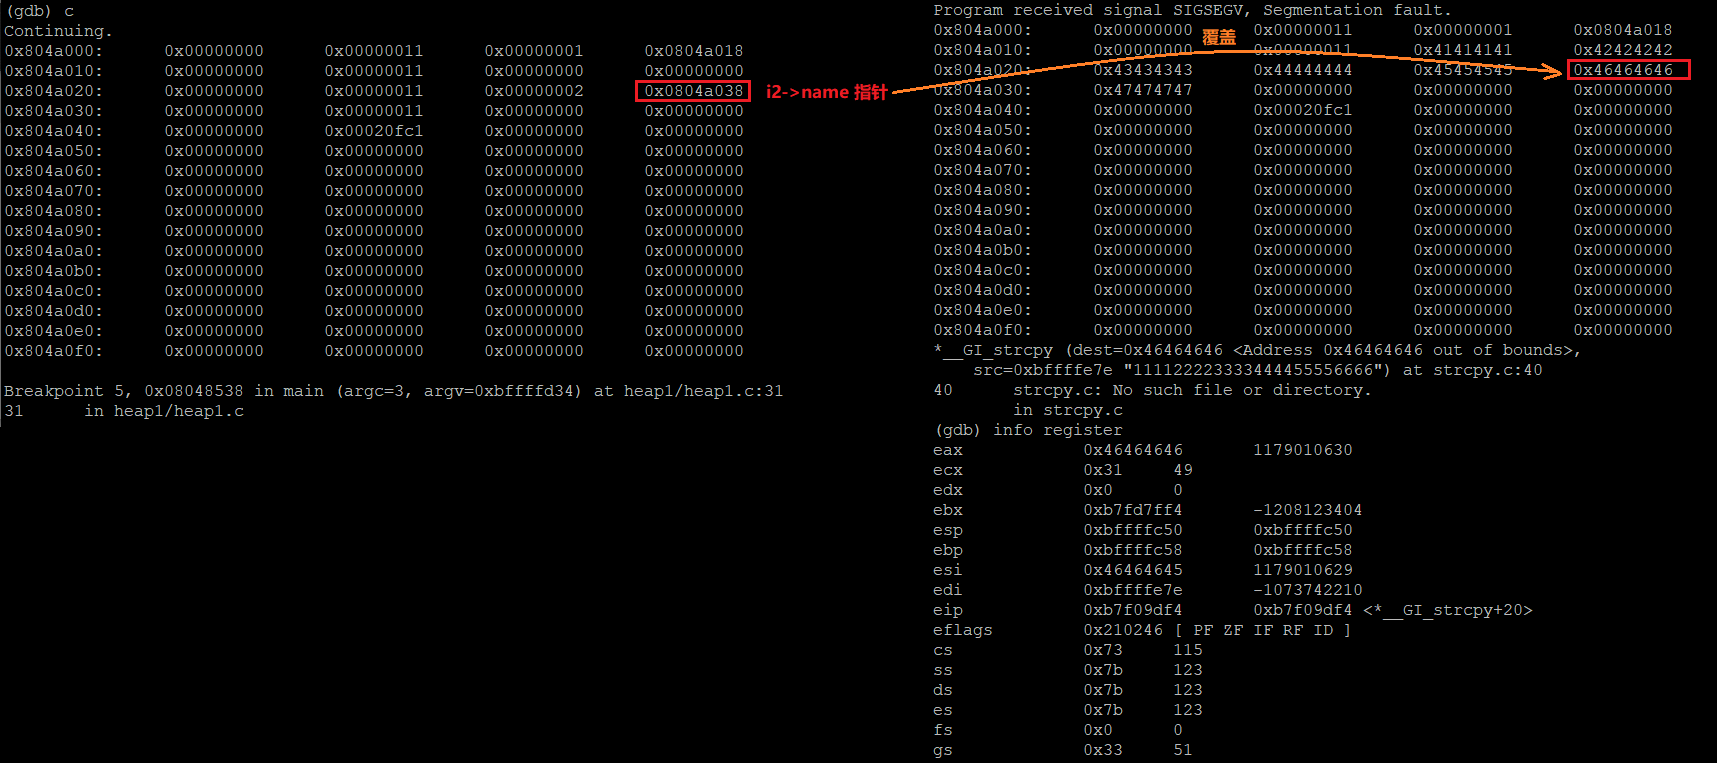 (gdb) c
Continuing.
0x804a000: 0x00000000 0x00000011 0x00000001 0x0804a018
0x804a010: 0x00000000 0x00000011 0x00000000 0x00000000
0x804a020: 0x00000000 0x00000011 0x00000002 0x0804a038
i2->name 指针
0x804a030: 0x00000000 0x00000011 0x00000000 0x00000000
0x804a040: 0x00000000 0x00020fc1 0x00000000 0x00000000
0x804a050: 0x00000000 0x00000000 0x00000000 0x00000000
0x804a060: 0x00000000 0x00000000 0x00000000 0x00000000
0x804a070: 0x00000000 0x00000000 0x00000000 0x00000000
0x804a080: 0x00000000 0x00000000 0x00000000 0x00000000
0x804a090: 0x00000000 0x00000000 0x00000000 0x00000000
0x804a0a0: 0x00000000 0x00000000 0x00000000 0x00000000
0x804a0b0: 0x00000000 0x00000000 0x00000000 0x00000000
0x804a0c0: 0x00000000 0x00000000 0x00000000 0x00000000
0x804a0d0: 0x00000000 0x00000000 0x00000000 0x00000000
0x804a0e0: 0x00000000 0x00000000 0x00000000 0x00000000
0x804a0f0: 0x00000000 0x00000000 0x00000000 0x00000000
Breakpoint 5, 0x08048538 in main (argc=3, argv=0xbffffd34) at heap1/heap1.c:31
31 in heap1/heap1.c
Program received signal SIGSEGV, Segmentation fault.
0x804a000: 0x00000000 0x00000011 0x00000001 0x0804a018
覆盖
0x804a010: 0x00000000 0x00000011 0x41414141 0x42424242
0x804a020: 0x43434343 0x44444444 0x45454545 0x46464646
0x804a030: 0x47474747 0x00000000 0x00000000 0x00000000
0x804a040: 0x00000000 0x00020fc1 0x00000000 0x00000000
0x804a050: 0x00000000 0x00000000 0x00000000 0x00000000
0x804a060: 0x00000000 0x00000000 0x00000000 0x00000000
0x804a070: 0x00000000 0x00000000 0x00000000 0x00000000
0x804a080: 0x00000000 0x00000000 0x00000000 0x00000000
0x804a090: 0x00000000 0x00000000 0x00000000 0x00000000
0x804a0a0: 0x00000000 0x00000000 0x00000000 0x00000000
0x804a0b0: 0x00000000 0x00000000 0x00000000 0x00000000
0x804a0c0: 0x00000000 0x00000000 0x00000000 0x00000000
0x804a0d0: 0x00000000 0x00000000 0x00000000 0x00000000
0x804a0e0: 0x00000000 0x00000000 0x00000000 0x00000000
0x804a0f0: 0x00000000 0x00000000 0x00000000 0x00000000
*__GI_strcpy (dest=0x46464646 <Address 0x46464646 out of bounds>,
src=0xbffffe7e "111122223333444455556666") at strcpy.c:40
40 strcpy.c: No such file or directory.
in strcpy.c
(gdb) info register
eax 0x46464646 1179010630
ecx 0x31 49
edx 0x0 0
ebx 0xb7fd7ff4 -1208123404
esp 0xbffffc50 0xbffffc50
ebp 0xbffffc58 0xbffffc58
esi 0x46464645 1179010629
edi 0xbffffe7e -1073742210
eip 0xb7f09df4 0xb7f09df4 <*__GI_strcpy+20>
eflags 0x210246 [ PF ZF IF RF ID ]
cs 0x73 115
ss 0x7b 123
ds 0x7b 123
es 0x7b 123
fs 0x0 0
gs 0x33 51